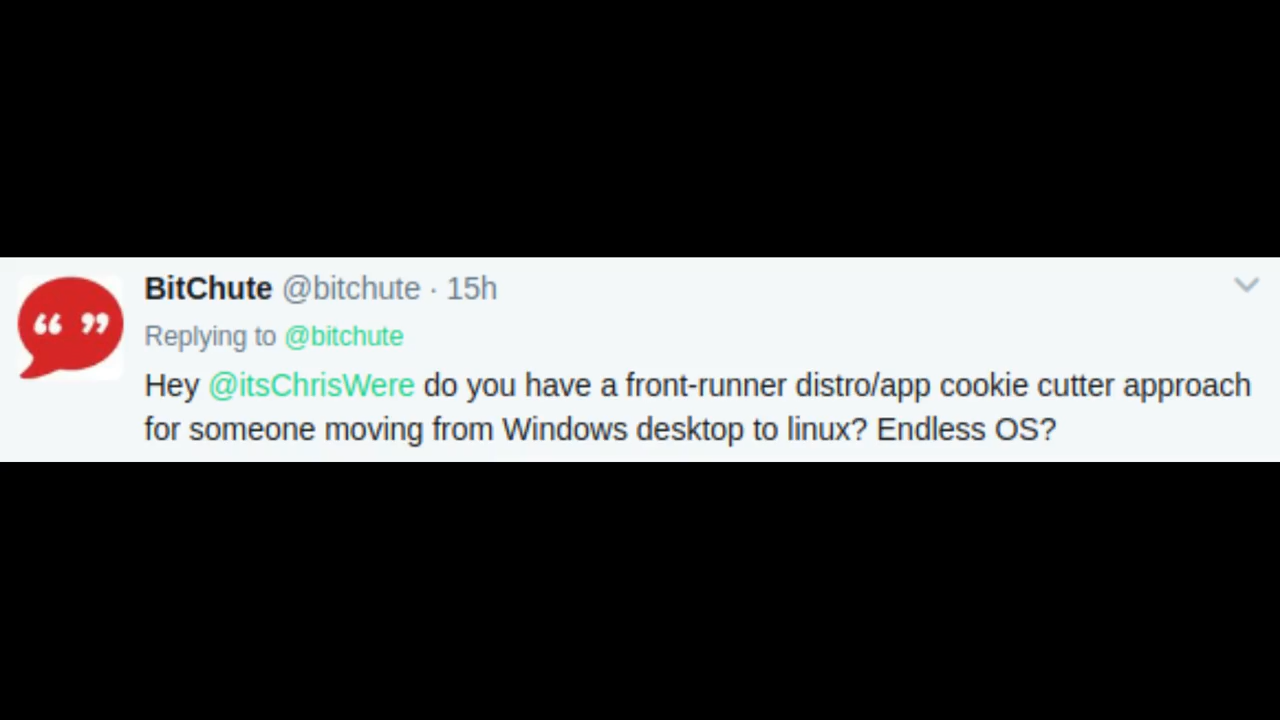 BitChute @bitchute · 15h
Replying to @bitchute
Hey @itsChrisWere do you have a front-runner distro/app cookie cutter approach
for someone moving from Windows desktop to linux? Endless OS?